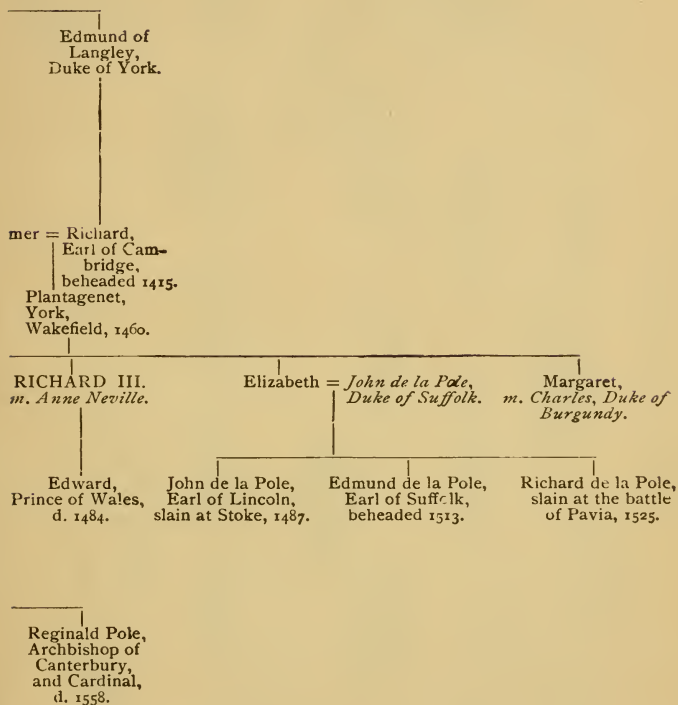 Edmund of
Langley,
Duke of York.
mer = Richard,
Earl of Cam-
bridge,
beheaded 1415.
Plantagenet,
York,
Wakefield, 1460.
RICHARD III.
m. Anne Neville.
Elizabeth = John de la Pole,
Duke of Suffolk.
Margaret,
m. Charles, Duke of
Burgundy.
Edward,
Prince of Wales,
d. 1484.
John de la Pole,
Earl of Lincoln,
slain at Stoke, 1487.
Edmund de la Pole,
Earl of Suffolk,
beheaded 1513.
Richard de la Pole,
slain at the battle
of Pavia, 1525.
Reginald Pole,
Archbishop of
Canterbury,
and Cardinal,
d. 1558.